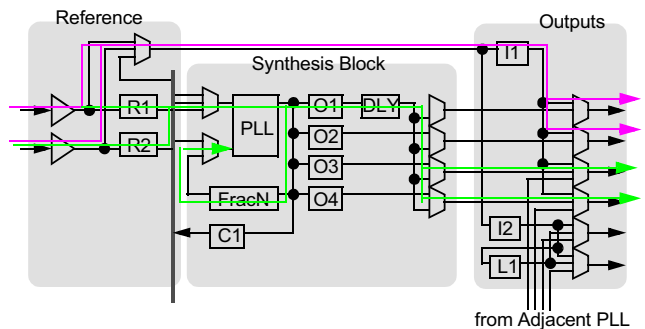 Reference
Outputs
Synthesis Block
I1
R1
R2
PLL
O1
DLY
O2
O3
FracN
O4
C1
I2
L1
from Adjacent PLL